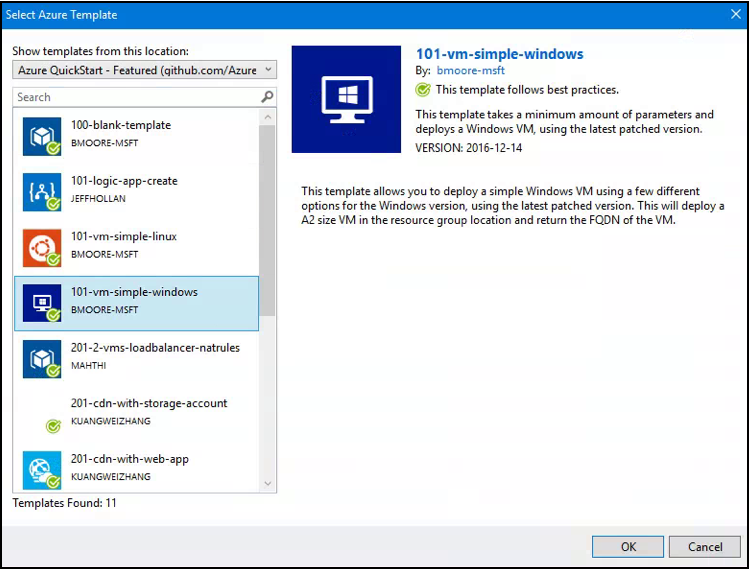 Select Azure Template
Show templates from this location:
Azure QuickStart - Featured (github.com/Azure
Search
100-blank-template
BMOORE-MSFT
101-logic-app-create
JEFFHOLLAN
101-vm-simple-linux
BMOORE-MSFT
101-vm-simple-windows
BMOORE-MSFT
201-2-vms-loadbalancer-natrules
MAHTHI
201-cdn-with-storage-account
KUANGWEIZHANG
201-cdn-with-web-app
KUANGWEIZHANG
Templates Found: 11
101-vm-simple-windows
By: bmoore-msft
This template follows best practices.
This template takes a minimum amount of parameters and
deploys a Windows VM, using the latest patched version.
VERSION: 2016-12-14
This template allows you to deploy a simple Windows VM using a few different
options for the Windows version, using the latest patched version. This will deploy a
A2 size VM in the resource group location and return the FQDN of the VM.
OK
Cancel